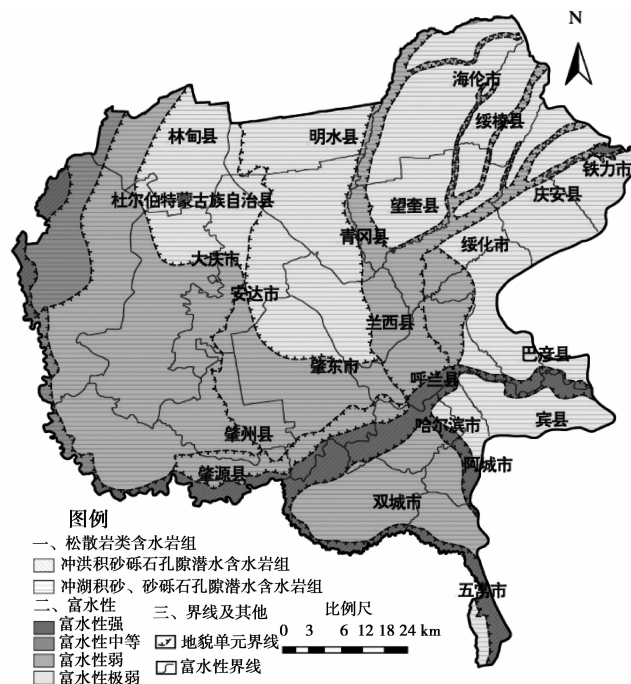 N
海伦市
林甸县
明水县
绥棱县
铁力市
庆安县
杜尔伯特蒙古族自治县
望奎县
青冈县
绥化市
大庆市
安达市
兰西县
巴彦县
肇东市
呼兰县
宾县
哈尔滨市
肇州县
阿城市
肇源县
双城市
五常市
图例
一、松散岩类含水岩组
冲洪积砂砾石孔隙潜水含水岩组
冲湖积砂、砂砾石孔隙潜水含水岩组
二、富水性
富水性强
富水性中等
富水性弱
富水性极弱
三、界线及其他
地貌单元界线
富水性界线
比例尺
0 3 6 12 18 24 km